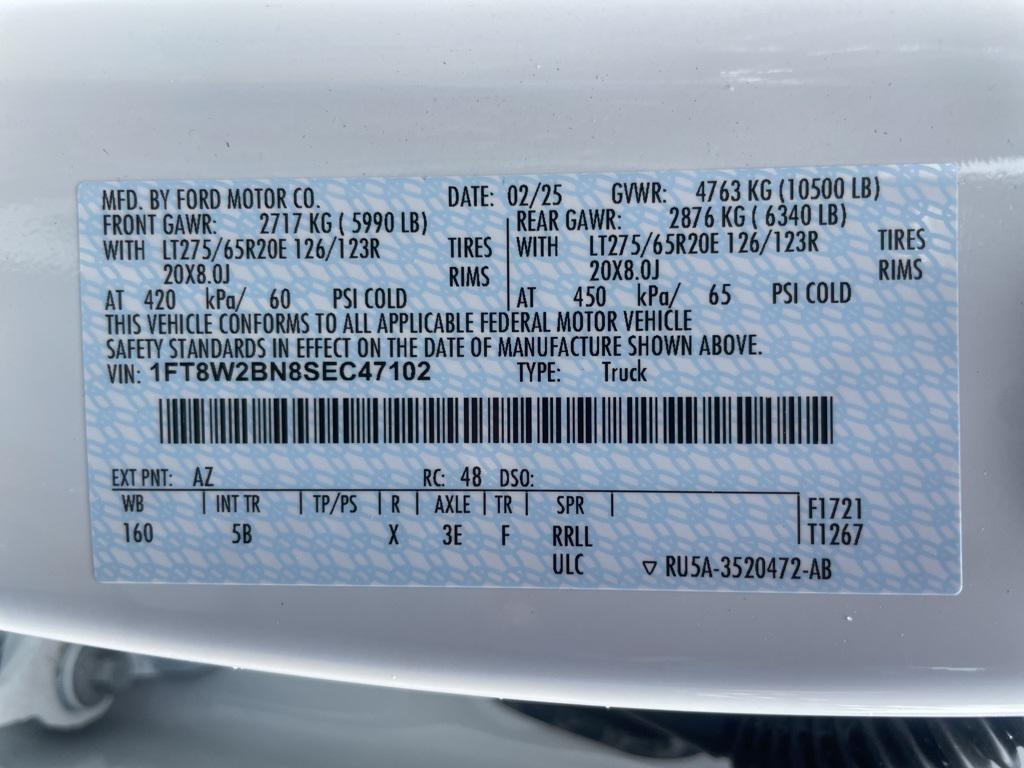 MFD. BY FORD MOTOR CO. DATE: 02/25 GVWR: 4763 KG (10500 LB)
FRONT GAWR: 2717 KG ( 5990 LB) REAR GAWR: 2876 KG ( 6340 LB)
WITH LT275/65R20E 126/123R TIRES WITH LT275/65R20E 126/123R TIRES
20X8.0J RIMS 20X8.0J RIMS
AT 420 kPa/ 60 PSI COLD AT 450 kPa/ 65 PSI COLD
THIS VEHICLE CONFORMS TO ALL APPLICABLE FEDERAL MOTOR VEHICLE
SAFETY STANDARDS IN EFFECT ON THE DATE OF MANUFACTURE SHOWN ABOVE.
VIN: 1FT8W2BN8SEC47102 TYPE: Truck
EXT PNT: AZ RC: 48 DSO:
WB | INT TR | TP/PS | R | AXLE | TR | SPR | F1721
160 5B X 3E F RRLL T1267
ULC ▽ RU5A-3520472-AB